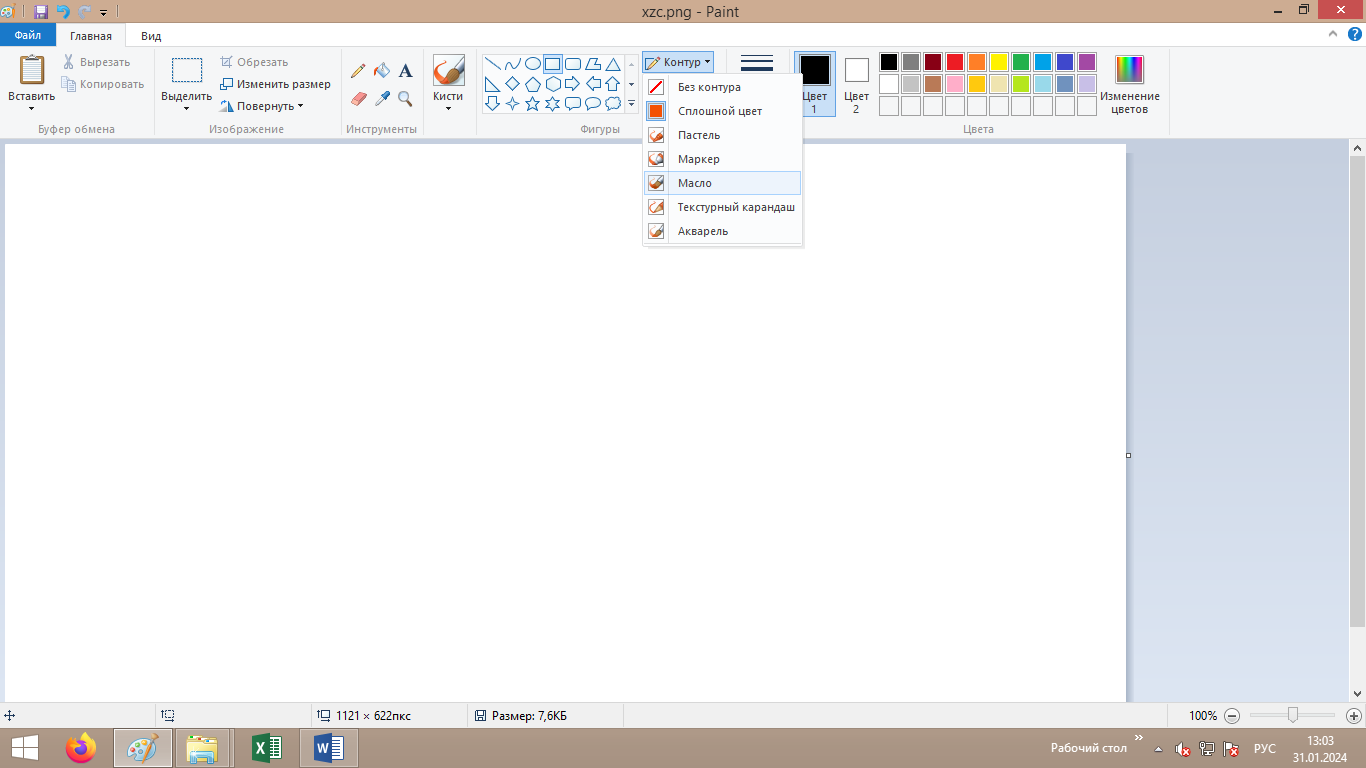 xzc.png - Paint
Файл
Главная
Вид
Вставить
Вырезать
Копировать
Буфер обмена
Выделить
Обрезать
Изменить размер
Повернуть
Изображение
A
Инструменты
Кисти
Фигуры
Контур
Без контура
Сплошной цвет
Пастель
Маркер
Масло
Текстурный карандаш
Акварель
Цвет
1
Цвет
2
Изменение
цветов
Цвета
1121 × 622пкс
Размер: 7,6КБ
100%
Рабочий стол
РУС
13:03
31.01.2024